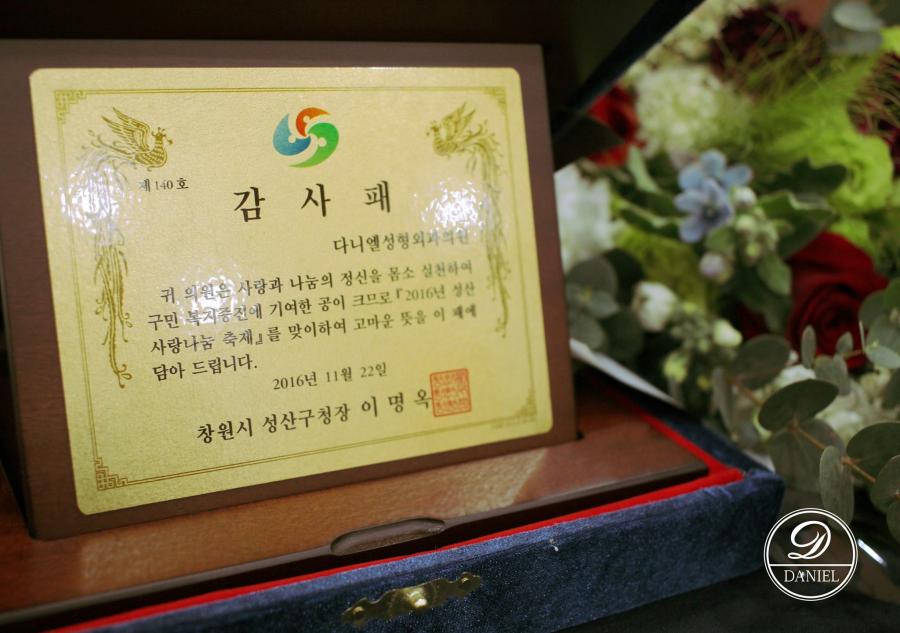 제 140 호
감 사 패
다니엘성형외과의원
귀 의원은 사랑과 나눔의 정신을 몸소 실천하여
구민 복지증진에 기여한 공이 크므로 『2016년 성산
사랑나눔 축제』를 맞이하여 고마운 뜻을 이 패에
담아 드립니다.
2016년 11월 22일
창원시 성산구청장 이 명 옥
D
DANIEL